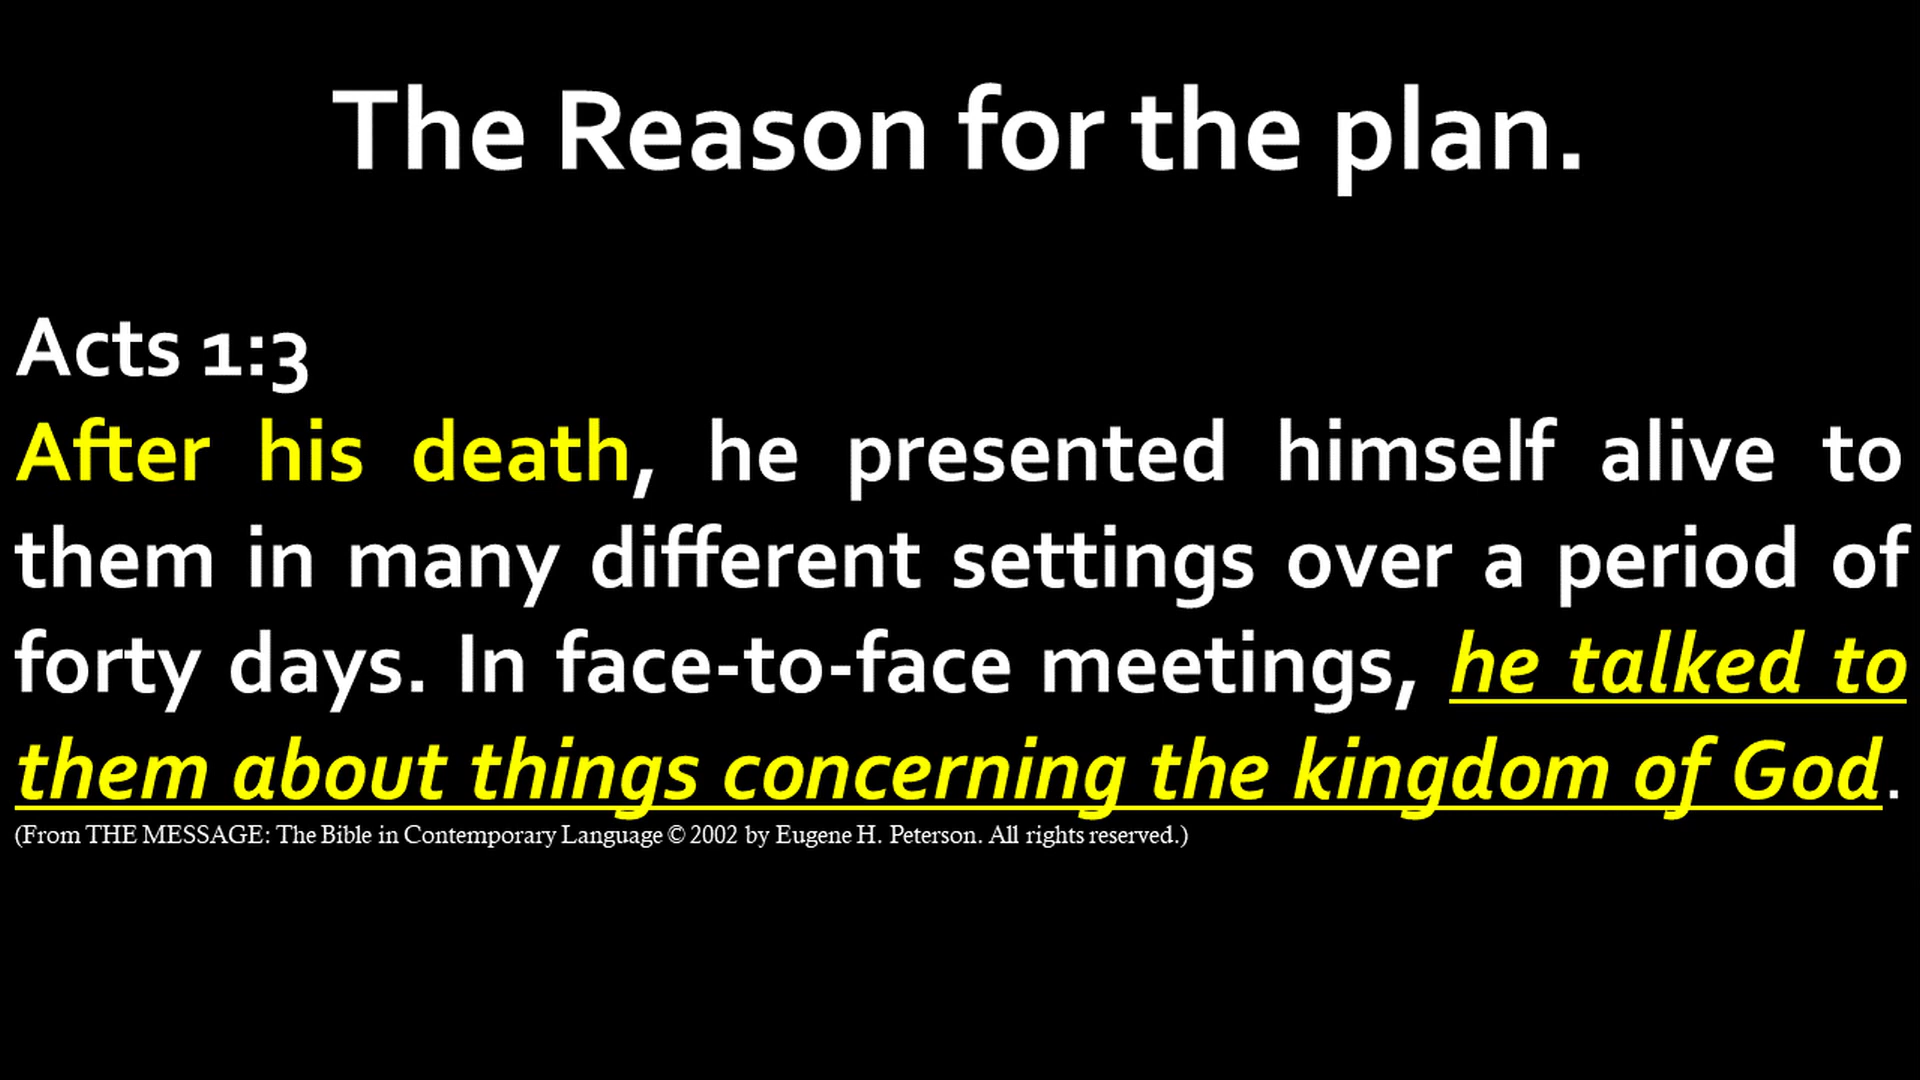 The Reason for the plan.
Acts 1:3
After his death, he presented himself alive to
them in many different settings over a period of
forty days. In face-to-face meetings, he talked to
them about things concerning the kingdom of God.
(From THE MESSAGE: The Bible in Contemporary Language © 2002 by Eugene H. Peterson. All rights reserved.)